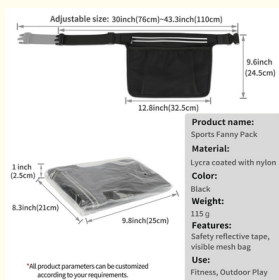 Adjustable size: 30inch(76cm)~43.3inch(110cm)
9.6inch
(24.5cm)
12.8inch(32.5cm)
1 inch
(2.5cm)
8.3inch(21cm)
9.8inch(25cm)
*All product parameters can be customized
according to your requirements.
Product name:
Sports Fanny Pack
Material:
Lycra coated with nylon
Color:
Black
Weight:
115 g
Features:
Safety reflective tape,
visible mesh bag
Use:
Fitness, Outdoor Play